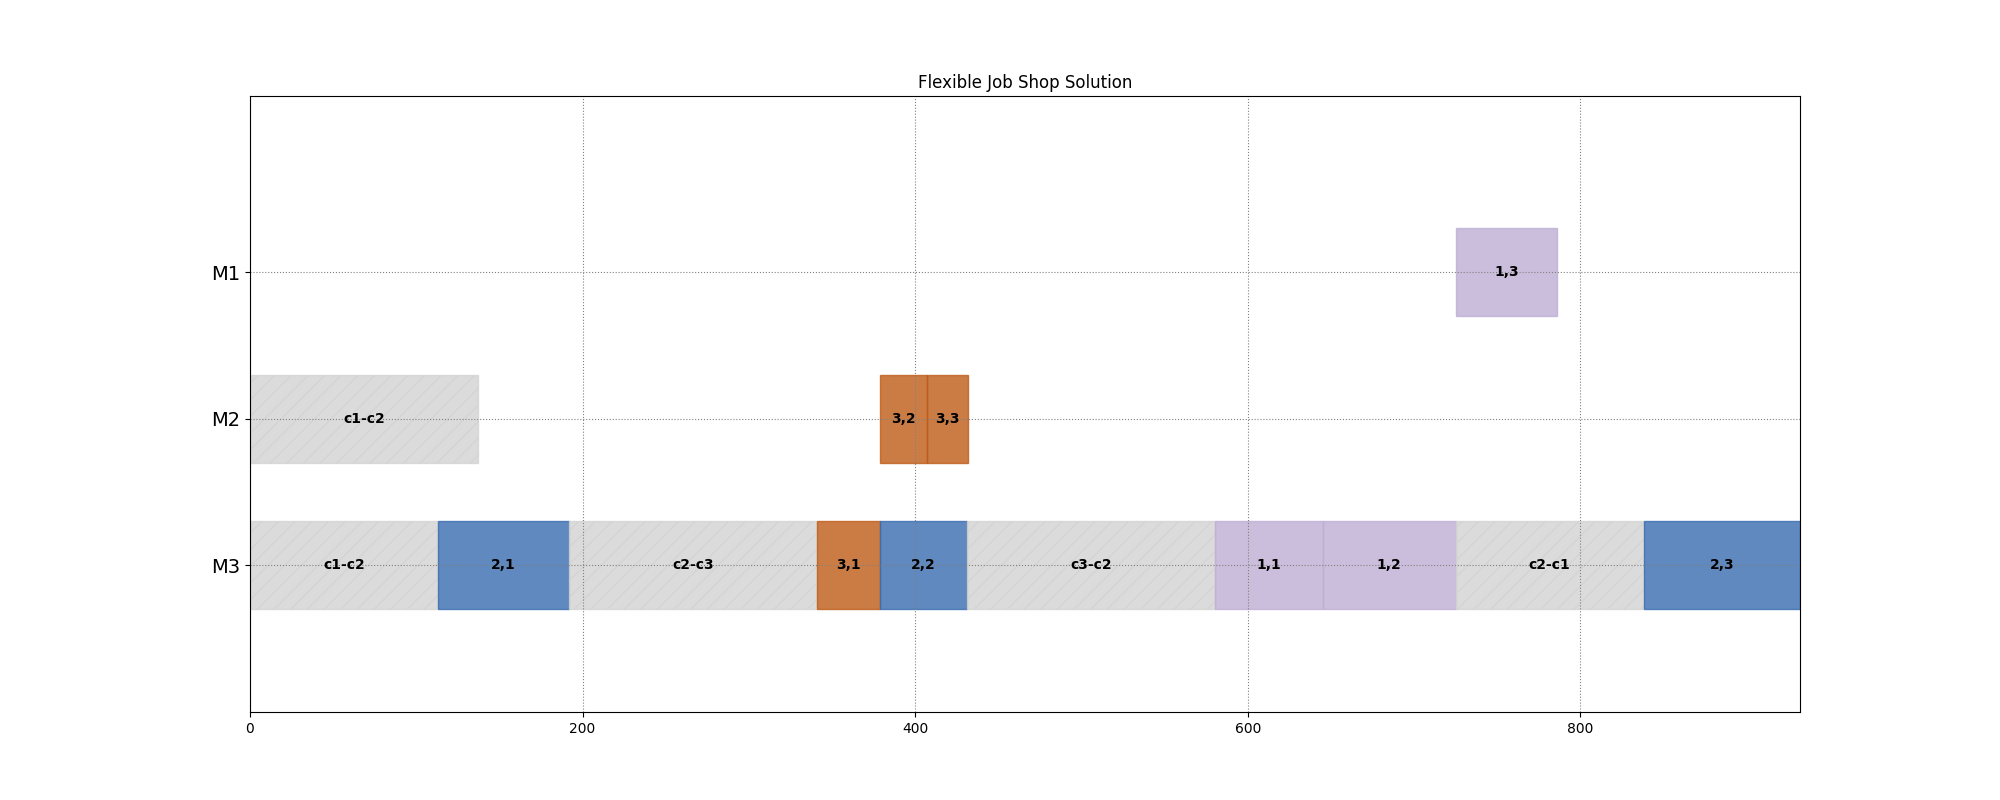 Flexible Job Shop Solution
M1
1,3
M2
c1-c2
3,2
3,3
M3
c1-c2
2,1
c2-c3
3,1
2,2
c3-c2
1,1
1,2
c2-c1
2,3
0
200
400
600
800